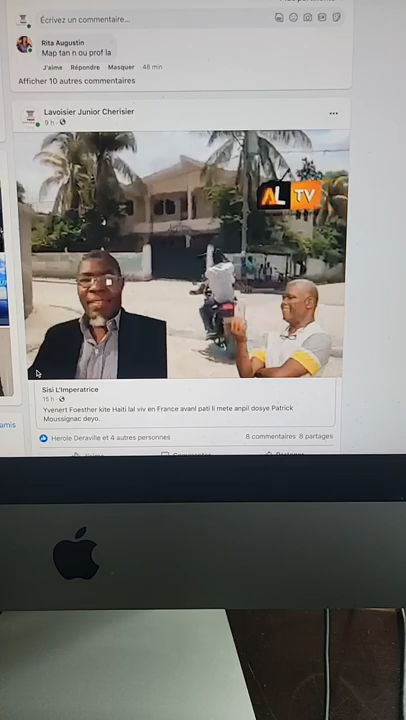 Écrivez un commentaire...
Rita Augustin
Map tan n ou prof la
J'aime Répondre Masquer 48 min
Afficher 10 autres commentaires
Lavoisier Junior Cherisier
9 h
AL TV
Sisi L'Imperatrice
15 h
Yvenert Foesther kite Haiti lal viv en France avanl pati li mete anpil dosye Patrick
Moussignac deyo.
amis
Herole Deraville et 4 autres personnes
8 commentaires 8 partages